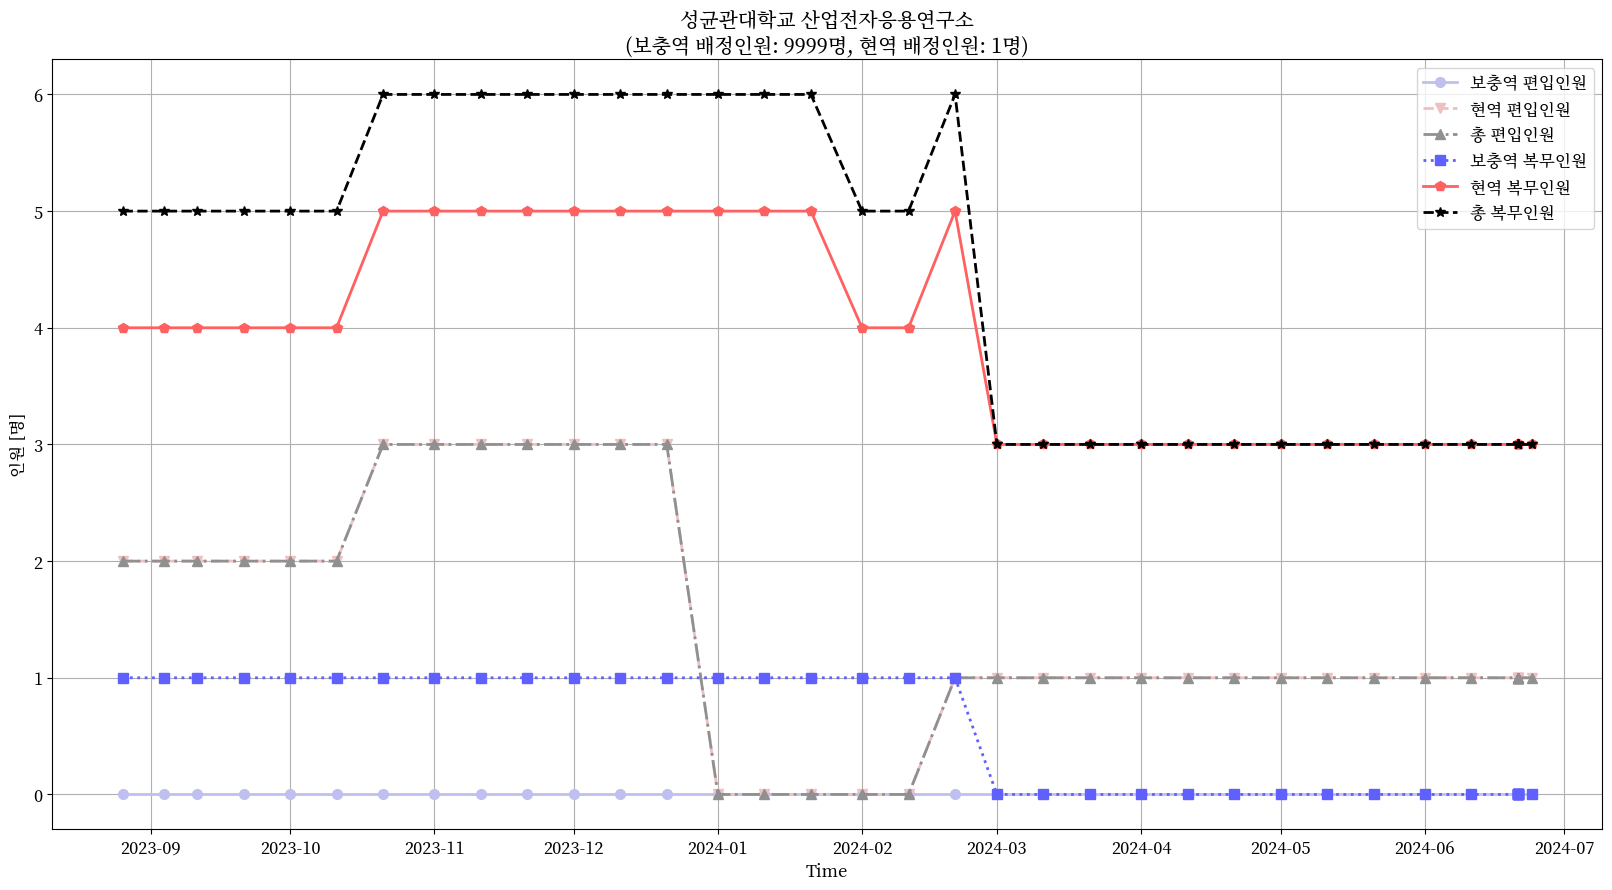 성균관대학교 산업전자응용연구소
(보충역 배정인원: 9999명, 현역 배정인원: 1명)
보충역 편입인원
현역 편입인원
총 편입인원
보충역 복무인원
현역 복무인원
총 복무인원
인원 [명]
6
5
4
3
2
1
0
2023-09
2023-10
2023-11
2023-12
2024-01
2024-02
2024-03
2024-04
2024-05
2024-06
2024-07
Time